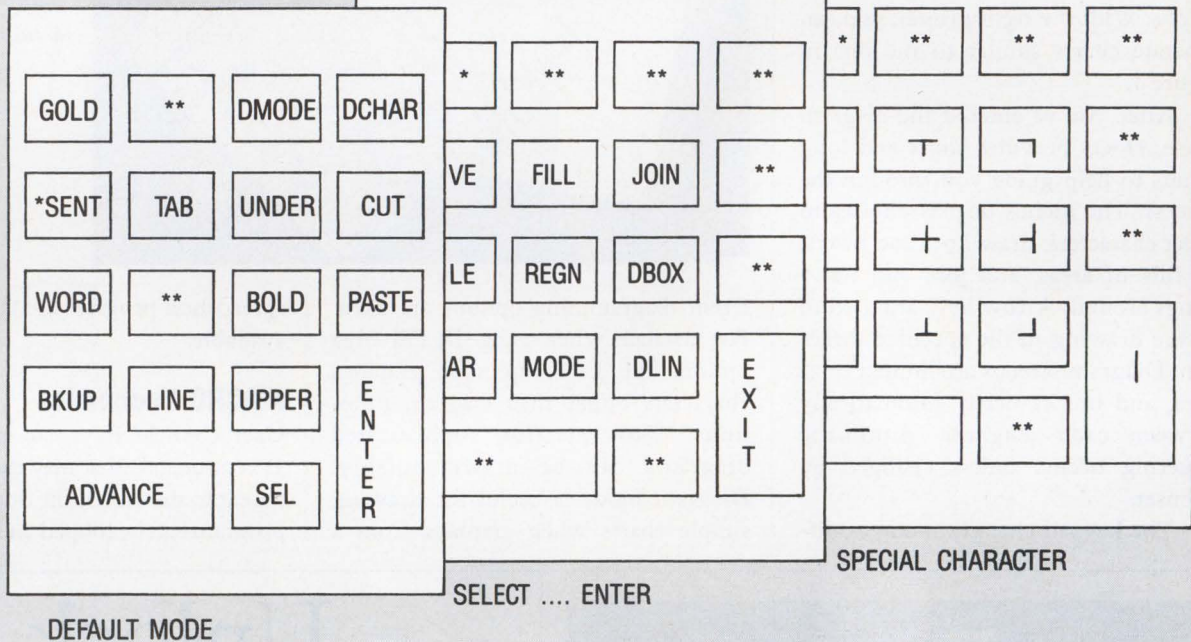 GOLD ** DMODE DCHAR
*SENT TAB UNDER CUT
WORD ** BOLD PASTE
BKUP LINE UPPER ENTER
ADVANCE SEL
DEFAULT MODE
* ** ** **
VE FILL JOIN **
LE REGN DBOX **
AR MODE DLIN EXIT
** **
SELECT .... ENTER
* ** ** **
┬ ┐ **
┼ ┤ **
┴ ┘ |
— **
SPECIAL CHARACTER